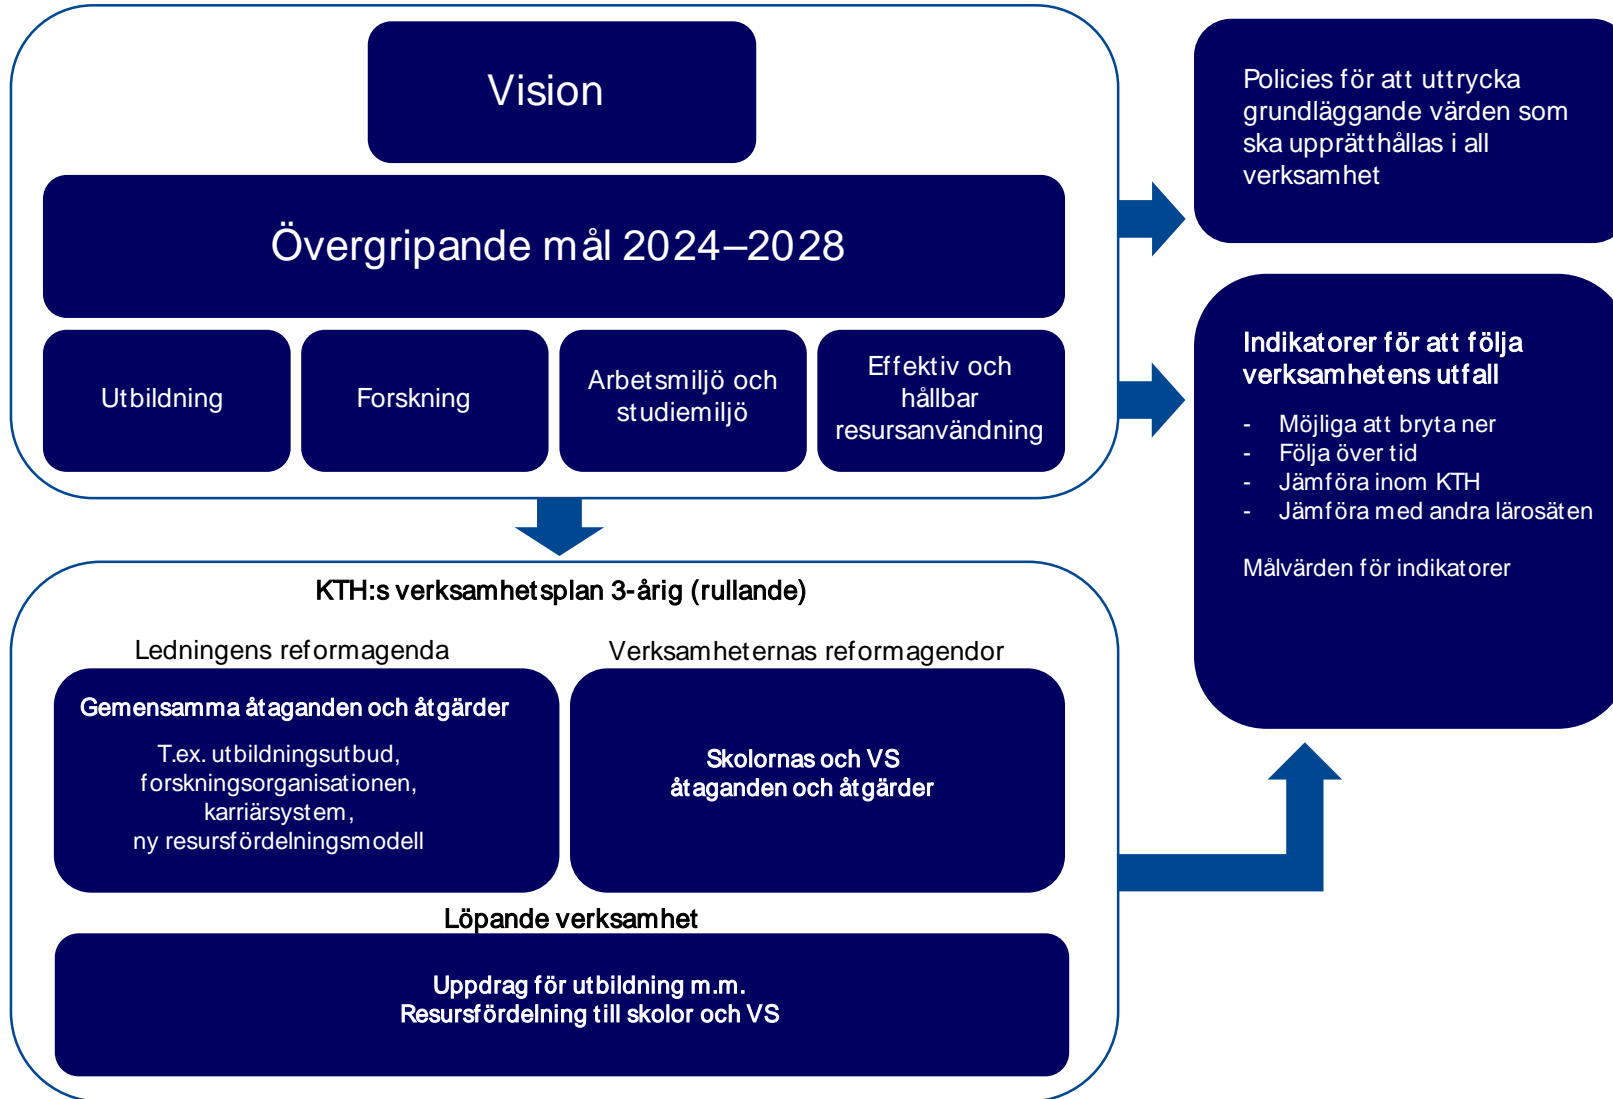 Vision
Övergripande mål 2024–2028
Utbildning
Forskning
Arbetsmiljö och
studiemiljö
Effektiv och
hållbar
resursanvändning
Policies för att uttrycka
grundläggande värden som
ska upprätthållas i all
verksamhet
Indikatorer för att följa
verksamhetens utfall
- Möjliga att bryta ner
- Följa över tid
- Jämföra inom KTH
- Jämföra med andra lärosäten
Målvärden för indikatorer
KTH:s verksamhetsplan 3-årig (rullande)
Ledningens reformagenda
Gemensamma åtaganden och åtgärder
T.ex. utbildningsutbud,
forskningsorganisationen,
karriärsystem,
ny resursfördelningsmodell
Verksamheternas reformagendor
Skolornas och VS
åtaganden och åtgärder
Löpande verksamhet
Uppdrag för utbildning m.m.
Resursfördelning till skolor och VS